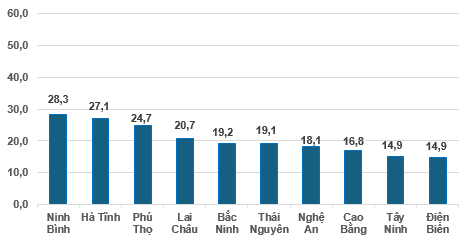 60,0
50,0
40,0
30,0
20,0
10,0
0,0
28,3
27,1
24,7
20,7
19,2
19,1
18,1
16,8
14,9
14,9
Ninh
Bình
Hà Tĩnh
Phú
Thọ
Lai
Châu
Bắc
Ninh
Thái
Nguyên
Nghệ
An
Cao
Bằng
Tây
Ninh
Điện
Biên